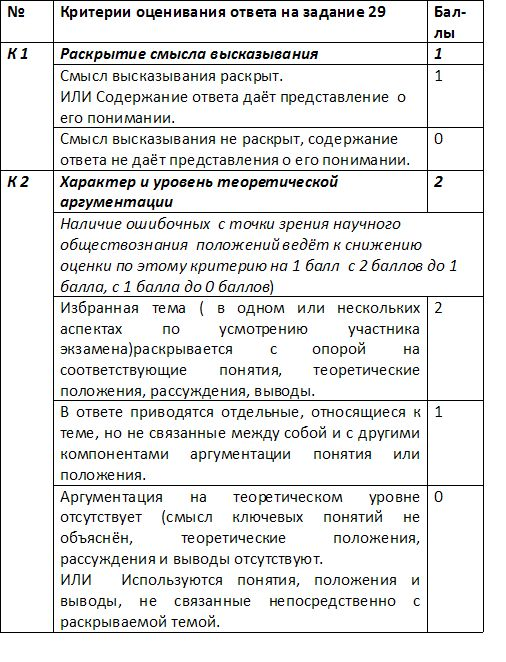 № Критерии оценивания ответа на задание 29 Бал-
лы
К 1 Раскрытие смысла высказывания 1
Смысл высказывания раскрыт. 1
ИЛИ Содержание ответа даёт представление о
его понимании.
Смысл высказывания не раскрыт, содержание 0
ответа не даёт представления о его понимании.
К 2 Характер и уровень теоретической 2
аргументации
Наличие ошибочных с точки зрения научного
обществознания положений ведёт к снижению
оценки по этому критерию на 1 балл с 2 баллов до 1
балла, с 1 балла до 0 баллов)
Избранная тема ( в одном или нескольких 2
аспектах по усмотрению участника
экзамена)раскрывается с опорой на
соответствующие понятия, теоретические
положения, рассуждения, выводы.
В ответе приводятся отдельные, относящиеся к 1
теме, но не связанные между собой и с другими
компонентами аргументации понятия или
положения.
Аргументация на теоретическом уровне 0
отсутствует (смысл ключевых понятий не
объяснён, теоретические положения,
рассуждения и выводы отсутствуют.
ИЛИ Используются понятия, положения и
выводы, не связанные непосредственно с
раскрываемой темой.